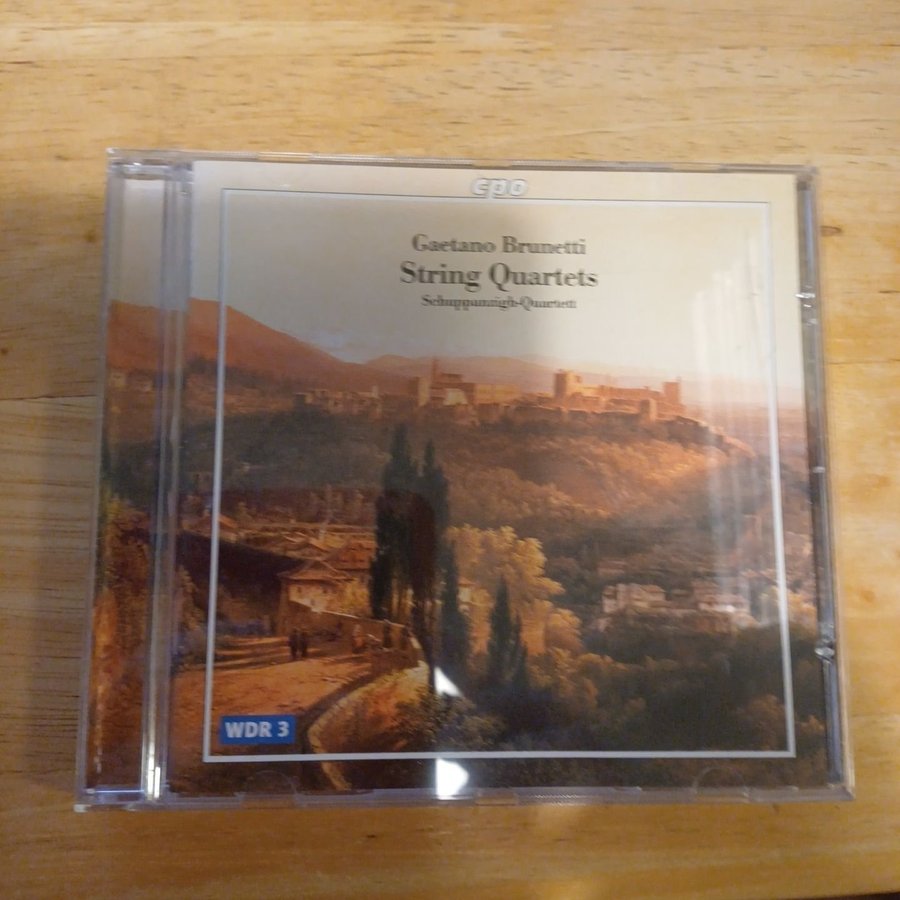 cpo
Gaetano Brunetti
String Quartets
Schuppanzigh-Quartett
WDR 3